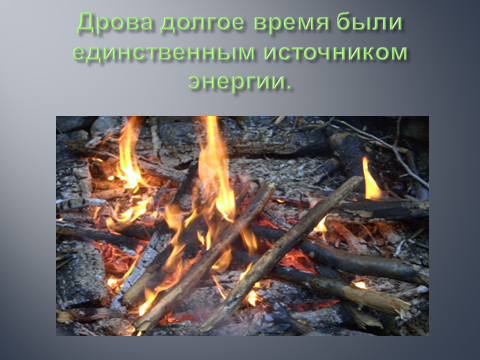 Дрова долгое время были
единственным источником
энергии.